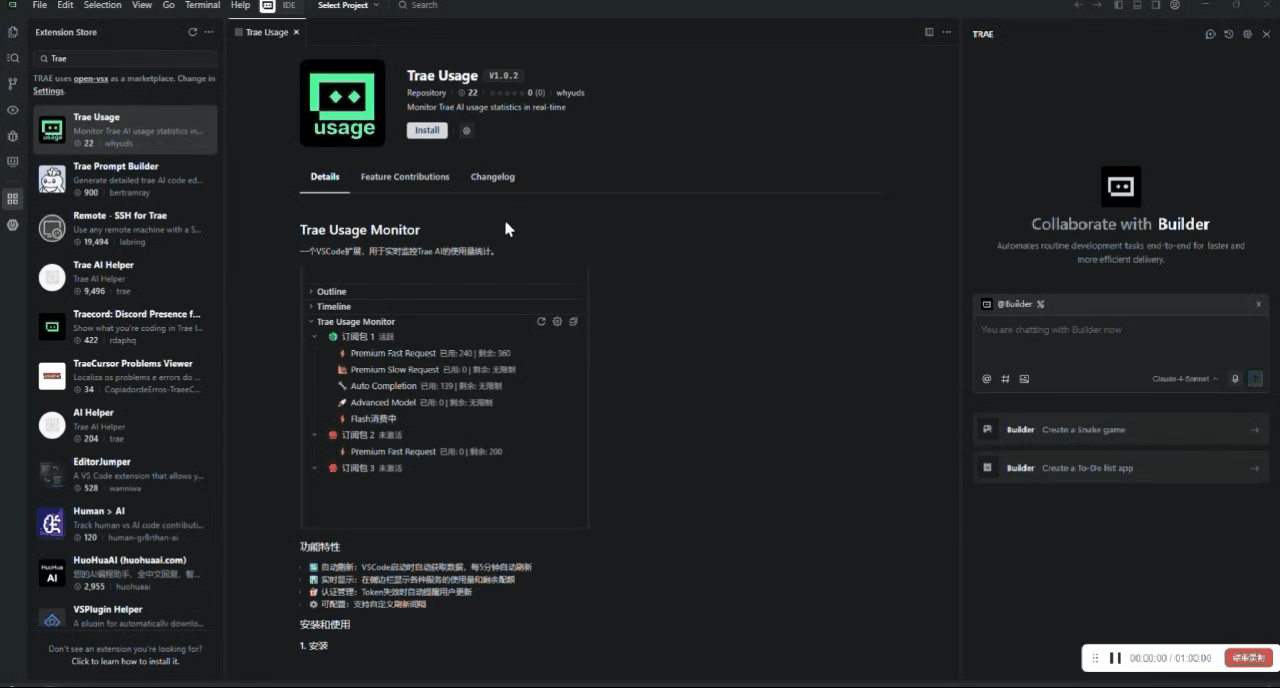 File Edit Selection View Go Terminal Help IDE Select Project Search
Extension Store
Trae
TRAE uses open-vsx as a marketplace. Change in
Settings.
Trae Usage
Monitor Trae AI usage statistics in...
22 whyuds
Trae Prompt Builder
Generate detailed trae AI code ed...
900 bertramray
Remote - SSH for Trae
Use any remote machine with a S...
19,494 labring
Trae AI Helper
Trae AI Helper
9,496 trae
Traecord: Discord Presence f...
Show what you're coding in Trae I...
422 rdaphq
TraeCursor Problems Viewer
Localiza os problemas e erros do ...
34 CopiadordeErros-TraeeC...
AI Helper
Trae AI Helper
204 trae
EditorJumper
A VS Code extension that allows y...
528 wanniwa
Human > AI
Track human vs AI code contributi...
120 human-gr8rthan-ai
HuoHuaAI (huohuaai.com)
您的AI编程助手，全中文回复，智...
2,955 huohuaai
VSPlugin Helper
A plugin for automatically downlo...
Don't see an extension you're looking for?
Click to learn how to install it.
Trae Usage
usage
Trae Usage V1.0.2
Repository 22 0 (0) whyuds
Monitor Trae AI usage statistics in real-time
Install
Details Feature Contributions Changelog
Trae Usage Monitor
一个VSCode扩展，用于实时监控Trae AI的使用量统计。
Outline
Timeline
Trae Usage Monitor
订阅包 1 活跃
Premium Fast Request 已用: 240 | 剩余: 360
Premium Slow Request 已用: 0 | 剩余: 无限制
Auto Completion 已用: 139 | 剩余: 无限制
Advanced Model 已用: 0 | 剩余: 无限制
Flash消费中
订阅包 2 未激活
Premium Fast Request 已用: 0 | 剩余: 200
订阅包 3 未激活
功能特性
自动刷新：VSCode启动时自动获取数据，每5分钟自动刷新
实时显示：在侧边栏显示各种服务的使用量和剩余配额
认证管理：Token失效时自动提醒用户更新
可配置：支持自定义刷新间隔
安装和使用
1. 安装
TRAE
Collaborate with Builder
Automates routine development tasks end-to-end for faster and
more efficient delivery.
@Builder
You are chatting with Builder now
Claude-4-Sonnet
Builder Create a Snake game
Builder Create a To-Do list app
00:00:00 / 01:00:00 结束录制